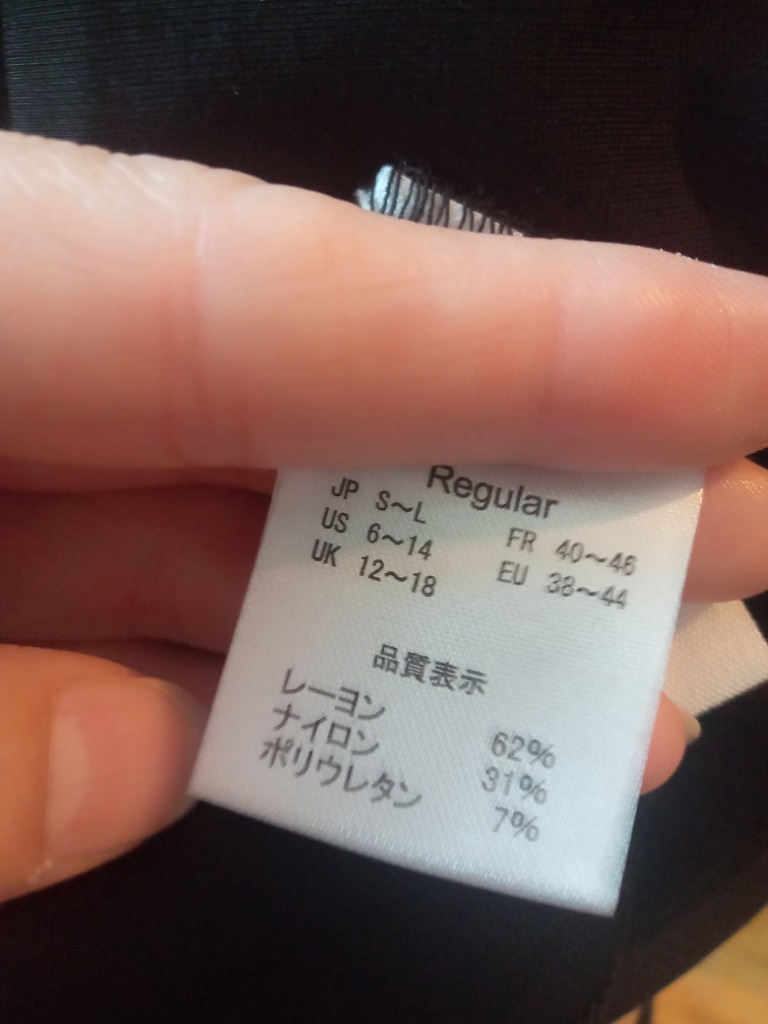 Regular
JP S～L
US 6～14 FR 40～46
UK 12～18 EU 38～44
品質表示
レーヨン 62%
ナイロン 31%
ポリウレタン 7%